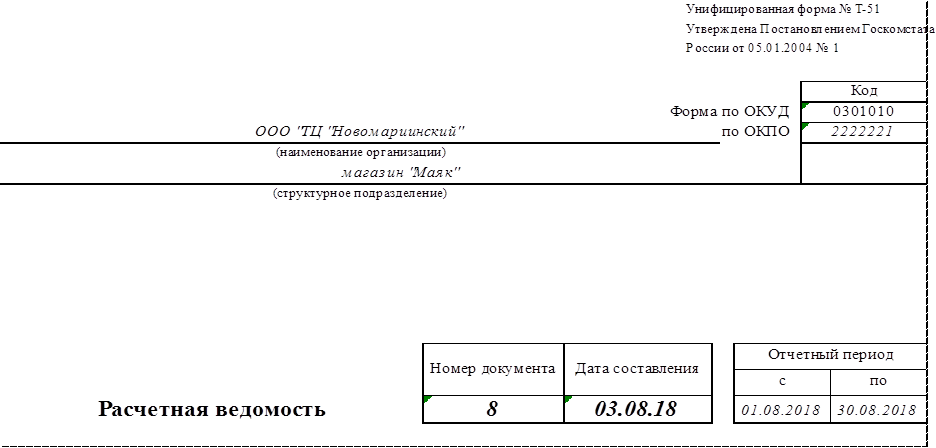 Унифицированная форма № Т-51
Утверждена Постановлением Госкомстата
России от 05.01.2004 № 1
Код
Форма по ОКУД 0301010
ООО "ТЦ "Новомариинский" по ОКПО 2222221
(наименование организации)
магазин "Маяк"
(структурное подразделение)
Номер документа Дата составления Отчетный период
с по
Расчетная ведомость 8 03.08.18 01.08.2018 30.08.2018